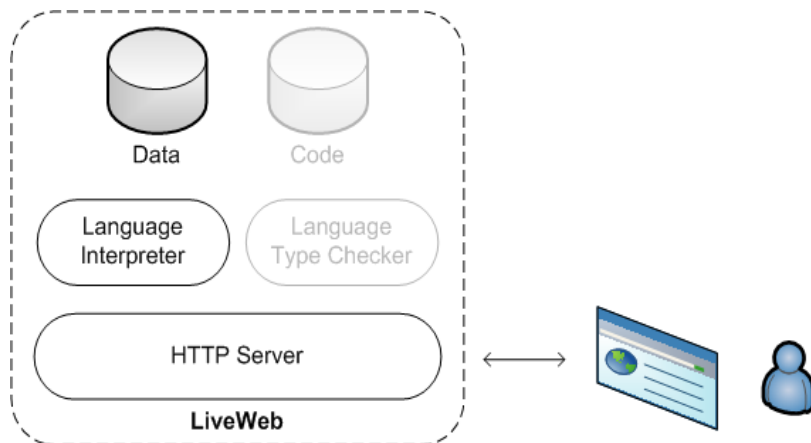 Data
Code
Language
Interpreter
Language
Type Checker
HTTP Server
LiveWeb